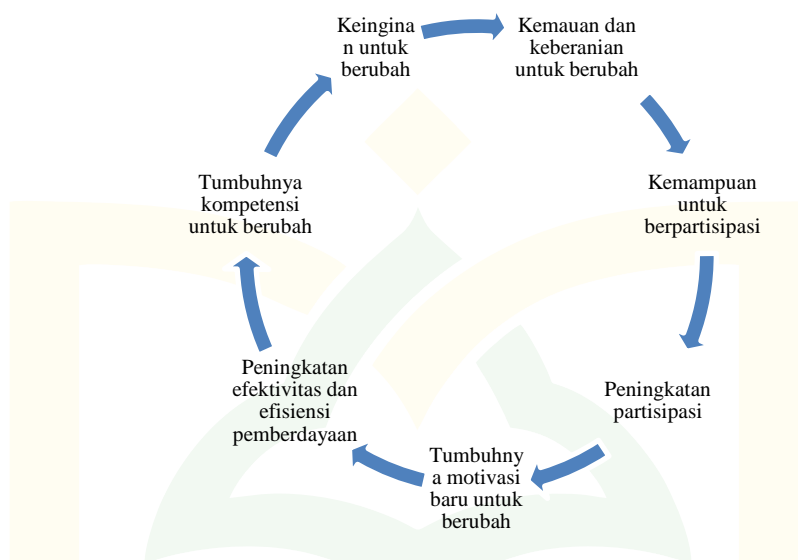 Keingina
n untuk
berubah
Kemauan dan
keberanian
untuk berubah
Kemampuan
untuk
berpartisipasi
Peningkatan
partisipasi
Tumbuhny
a motivasi
baru untuk
berubah
Peningkatan
efektivitas dan
efisiensi
pemberdayaan
Tumbuhnya
kompetensi
untuk berubah